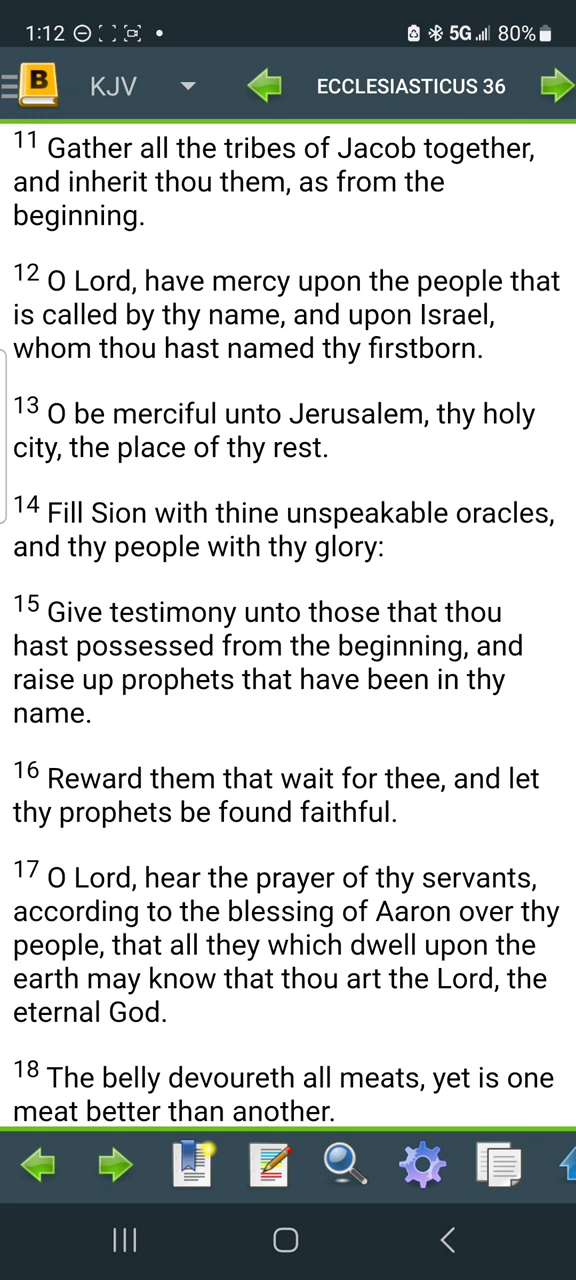 1:12 5G 80%
B KJV ECCLESIASTICUS 36
11 Gather all the tribes of Jacob together,
and inherit thou them, as from the
beginning.
12 O Lord, have mercy upon the people that
is called by thy name, and upon Israel,
whom thou hast named thy firstborn.
13 O be merciful unto Jerusalem, thy holy
city, the place of thy rest.
14 Fill Sion with thine unspeakable oracles,
and thy people with thy glory:
15 Give testimony unto those that thou
hast possessed from the beginning, and
raise up prophets that have been in thy
name.
16 Reward them that wait for thee, and let
thy prophets be found faithful.
17 O Lord, hear the prayer of thy servants,
according to the blessing of Aaron over thy
people, that all they which dwell upon the
earth may know that thou art the Lord, the
eternal God.
18 The belly devoureth all meats, yet is one
meat better than another.